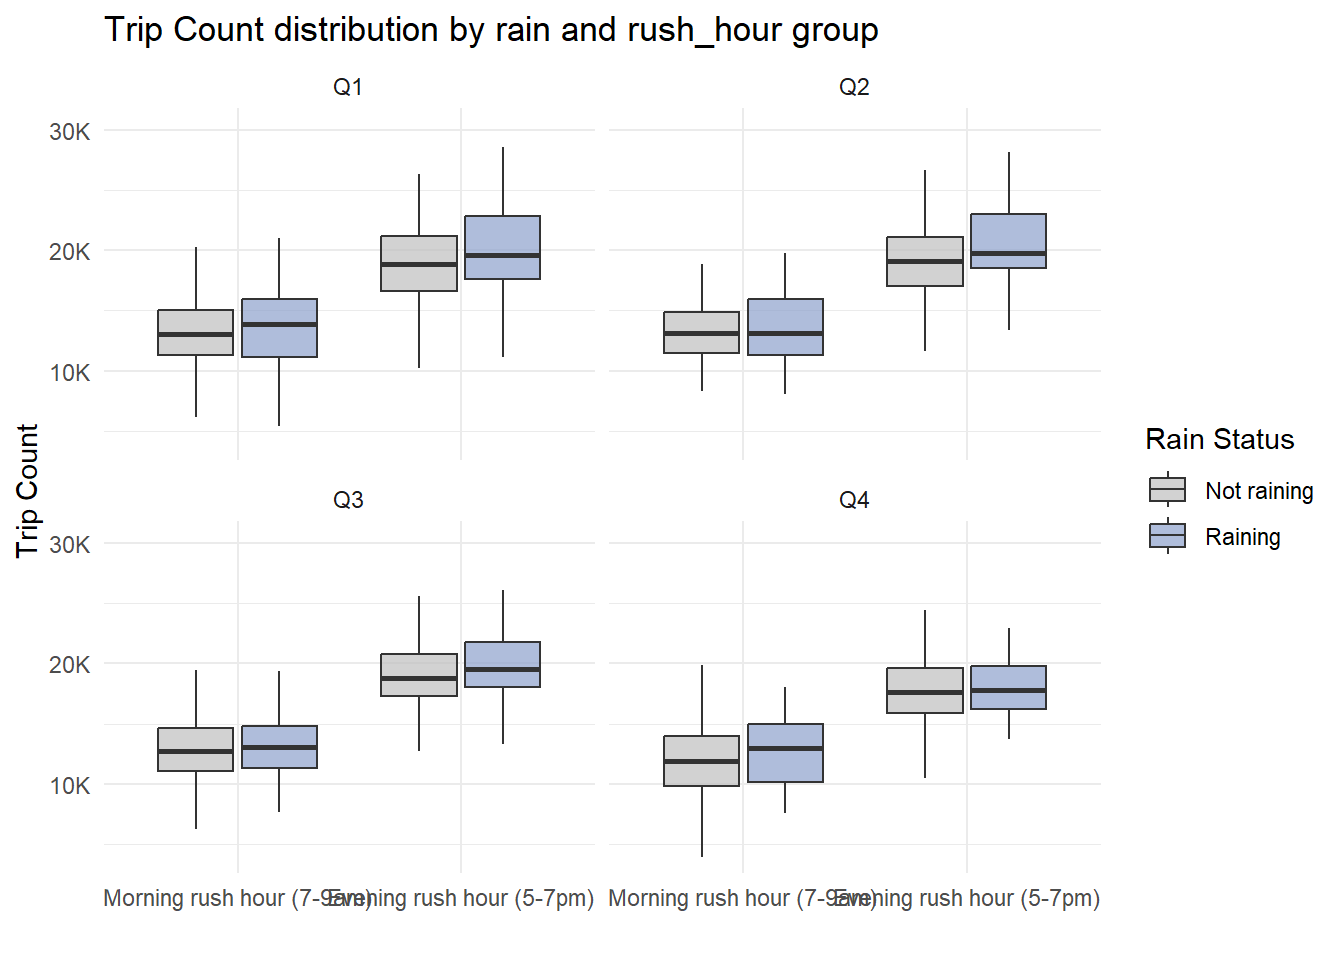 Trip Count distribution by rain and rush_hour group
Q1
Q2
30K
20K
10K
Trip Count
Q3
Q4
30K
20K
10K
Morning rush hour (7-9am)
Evening rush hour (5-7pm)
Morning rush hour (7-9am)
Evening rush hour (5-7pm)
Rain Status
Not raining
Raining